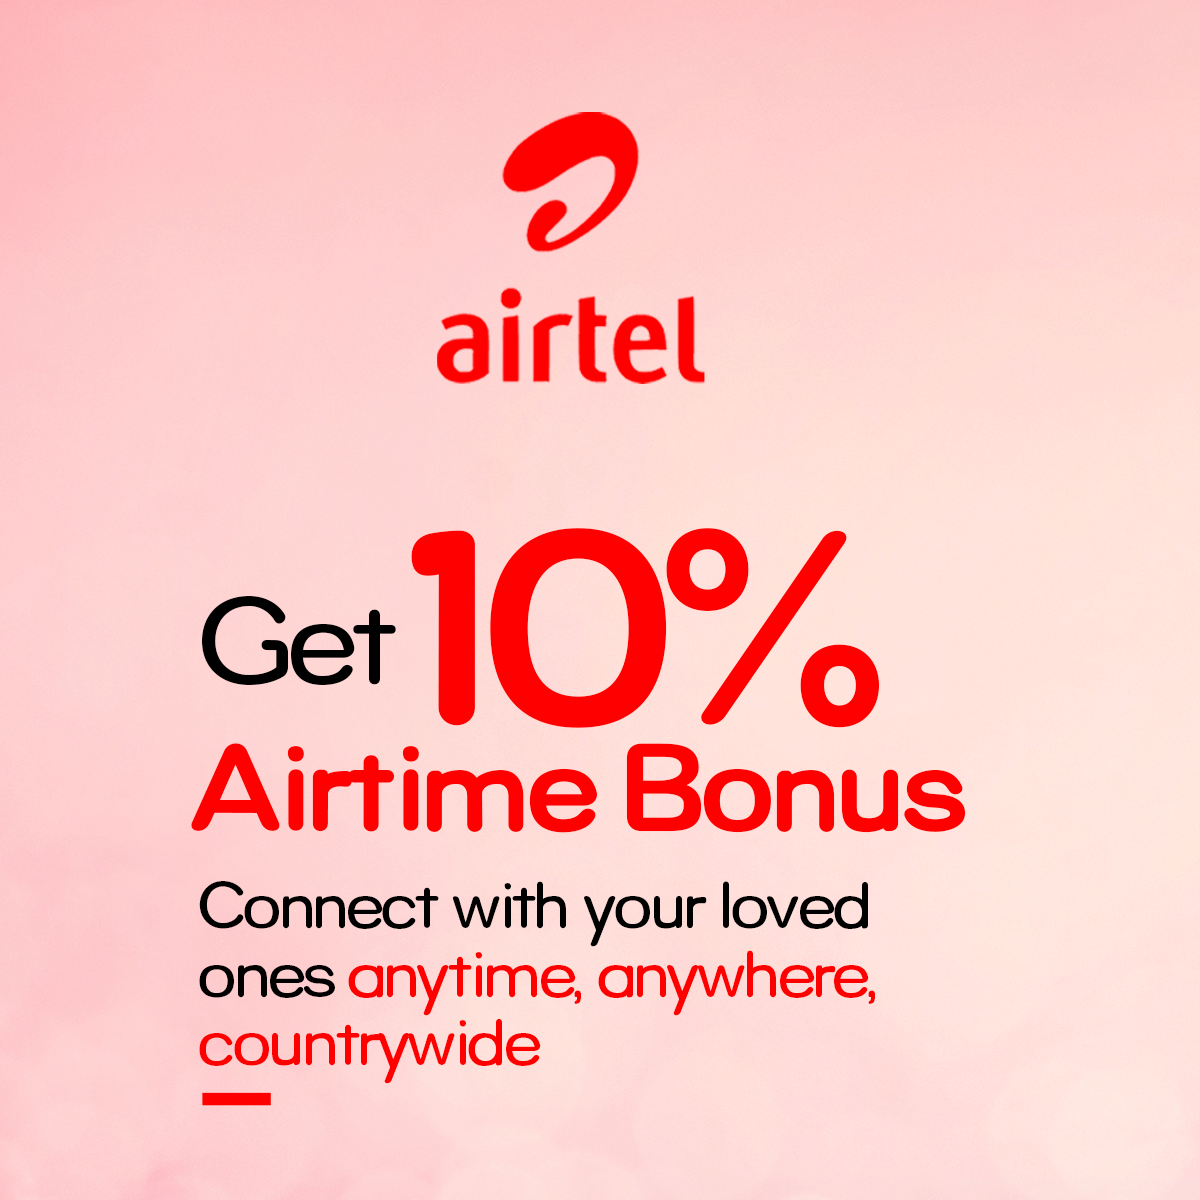 airtel
Get 10%
Airtime Bonus
Connect with your loved
ones anytime, anywhere,
countrywide